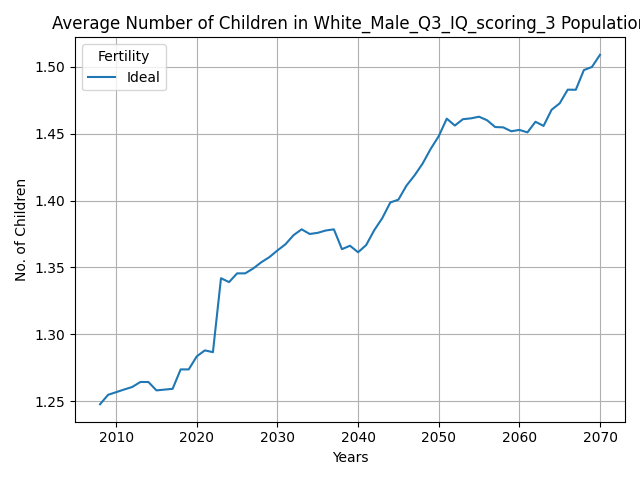 Average Number of Children in White_Male_Q3_IQ_scoring_3 Population
Fertility
Ideal
1.50
1.45
1.40
1.35
1.30
1.25
No. of Children
2010 2020 2030 2040 2050 2060 2070
Years